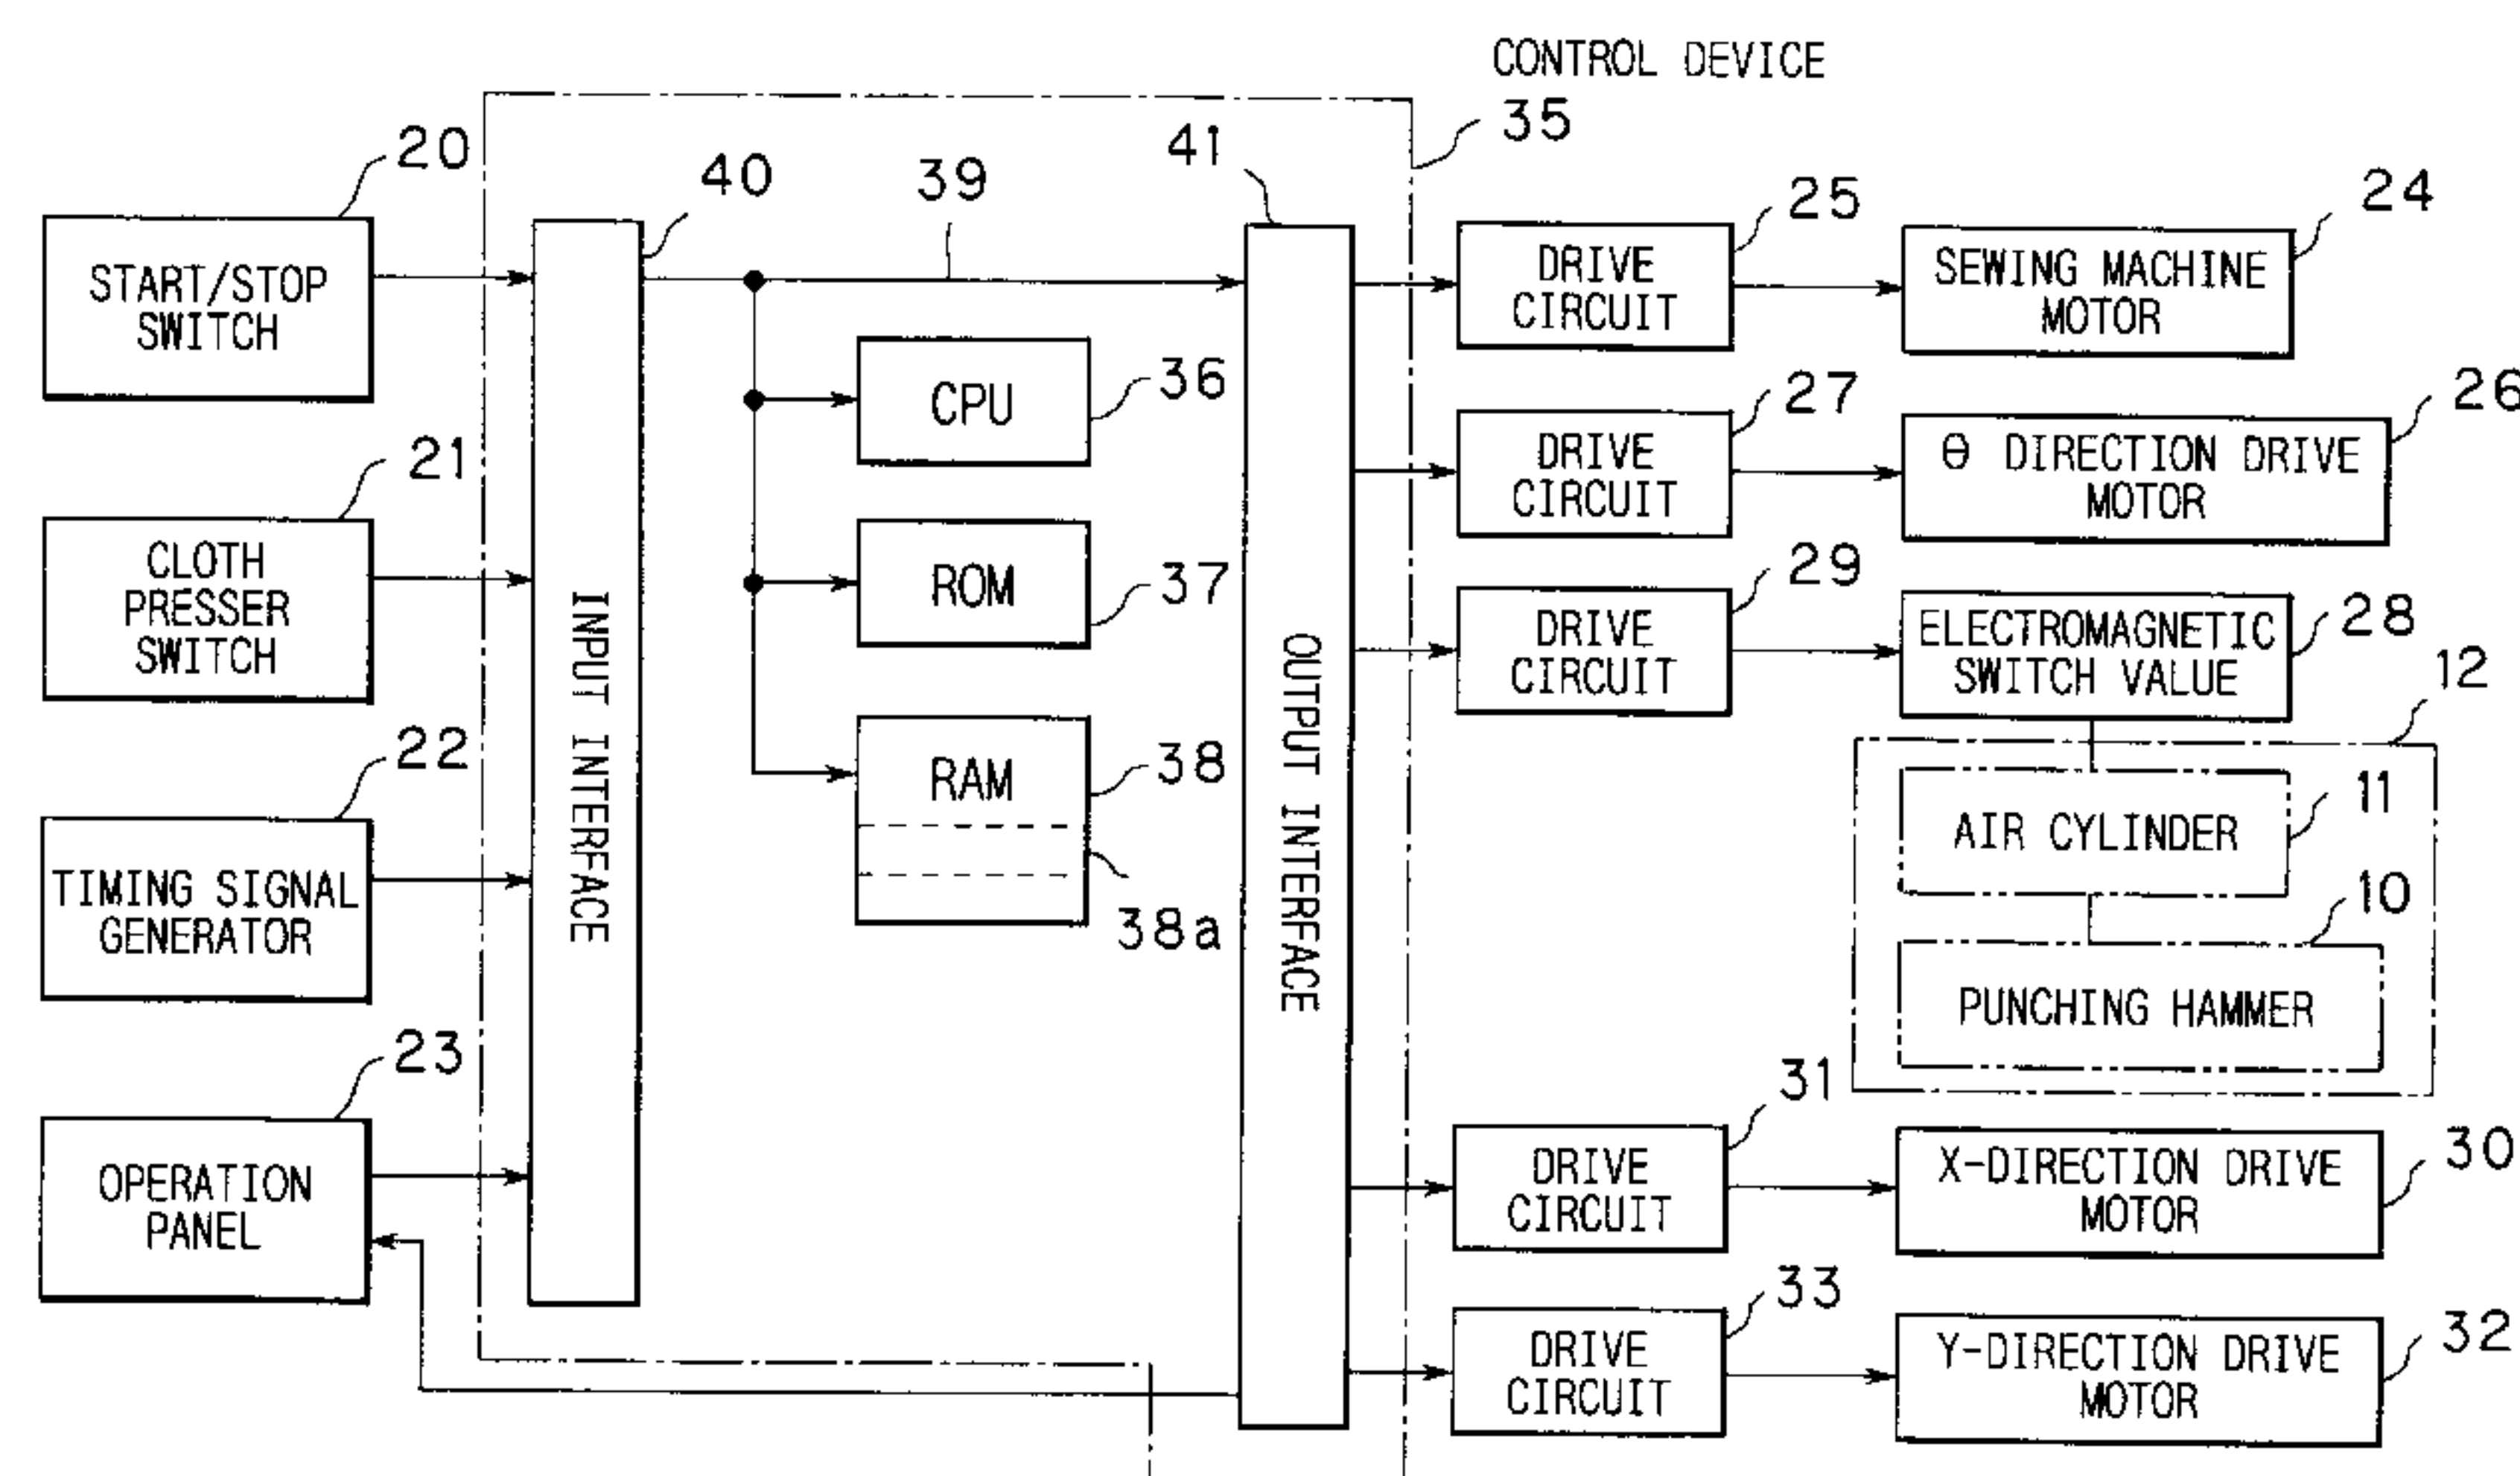 CONTROL DEVICE
35
20
START/STOP
SWITCH
21
CLOTH
PRESSER
SWITCH
22
TIMING SIGNAL
GENERATOR
23
OPERATION
PANEL
40
INPUT INTERFACE
39
CPU
36
ROM
37
RAM
38
38a
41
OUTPUT INTERFACE
25
DRIVE
CIRCUIT
24
SEWING MACHINE
MOTOR
27
DRIVE
CIRCUIT
26
θ DIRECTION DRIVE
MOTOR
29
DRIVE
CIRCUIT
28
ELECTROMAGNETIC
SWITCH VALUE
12
11
AIR CYLINDER
10
PUNCHING HAMMER
31
DRIVE
CIRCUIT
30
X-DIRECTION DRIVE
MOTOR
33
DRIVE
CIRCUIT
32
Y-DIRECTION DRIVE
MOTOR